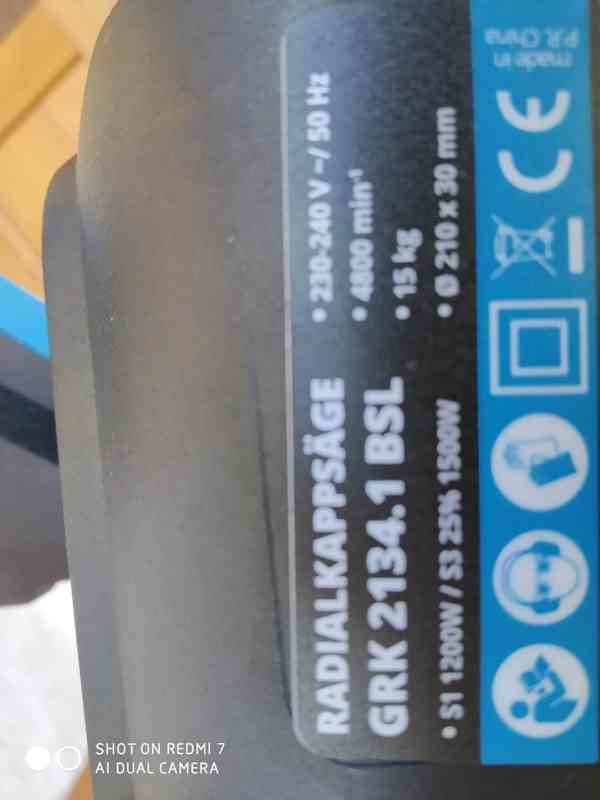 RADIALKAPPSÄGE
GRK 2134.1 BSL
• S1 1200W / S3 25% 1500W
• 230-240 V ~/ 50 Hz
• 4800 min⁻¹
• 15 kg
• Ø 210 x 30 mm
CE
made in
P.R. China
SHOT ON REDMI 7
AI DUAL CAMERA